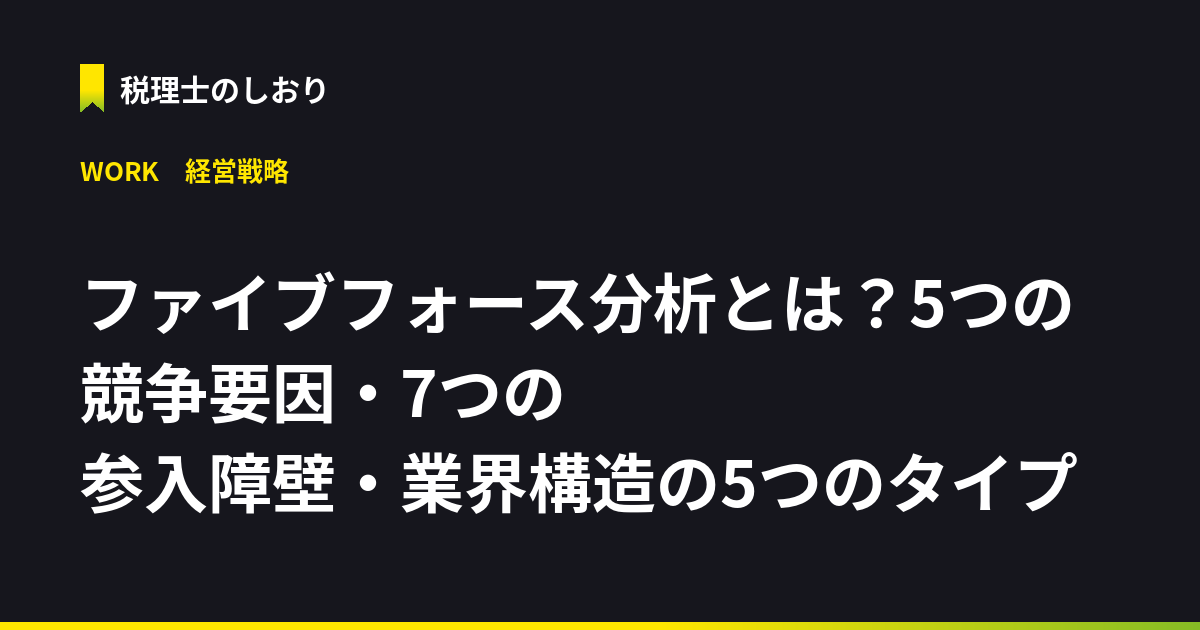 税理士のしおり
WORK　経営戦略
ファイブフォース分析とは？5つの
競争要因・7つの
参入障壁・業界構造の5つのタイプ